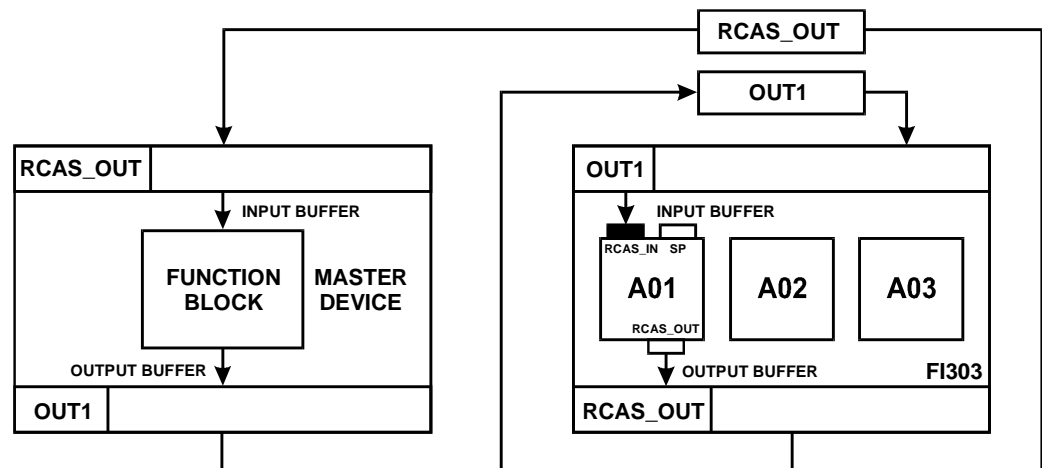 RCAS_OUT
OUT1
RCAS_OUT
INPUT BUFFER
FUNCTION
BLOCK
MASTER
DEVICE
OUTPUT BUFFER
OUT1
OUT1
INPUT BUFFER
RCAS_IN SP
A01
RCAS_OUT
A02
A03
OUTPUT BUFFER
FI303
RCAS_OUT